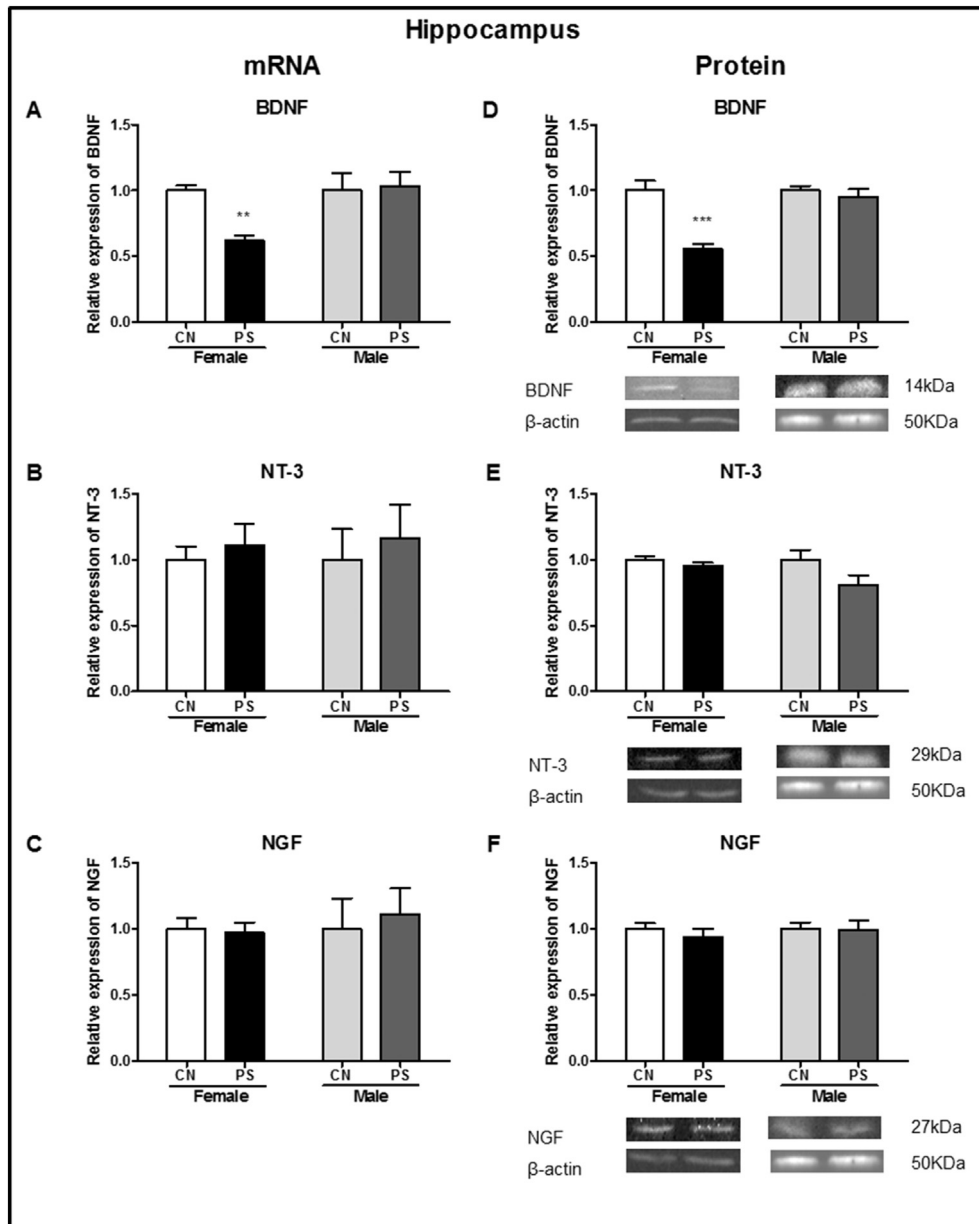 Hippocampus
mRNA
Protein
A
BDNF
Relative expression of BDNF
1.5
1.0
0.5
0.0
**
CN PS CN PS
Female Male
D
BDNF
Relative expression of BDNF
1.5
1.0
0.5
0.0
***
CN PS CN PS
Female Male
BDNF 14kDa
β-actin 50KDa
B
NT-3
Relative expression of NT-3
1.5
1.0
0.5
0.0
CN PS CN PS
Female Male
E
NT-3
Relative expression of NT-3
1.5
1.0
0.5
0.0
CN PS CN PS
Female Male
NT-3 29kDa
β-actin 50KDa
C
NGF
Relative expression of NGF
1.5
1.0
0.5
0.0
CN PS CN PS
Female Male
F
NGF
Relative expression of NGF
1.5
1.0
0.5
0.0
CN PS CN PS
Female Male
NGF 27kDa
β-actin 50KDa